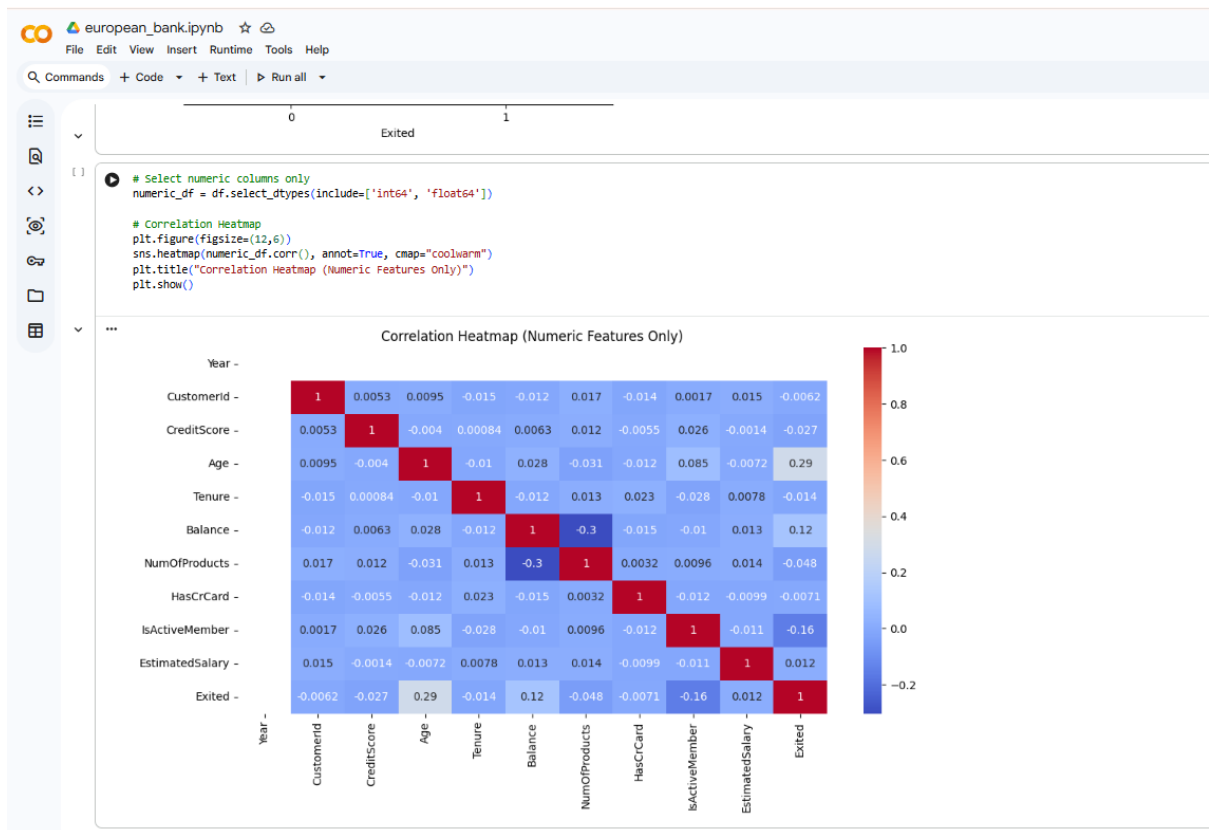 european_bank.ipynb
File Edit View Insert Runtime Tools Help
Commands + Code + Text Run all
0 1
Exited
[ ]
# Select numeric columns only
numeric_df = df.select_dtypes(include=['int64', 'float64'])
# Correlation Heatmap
plt.figure(figsize=(12,6))
sns.heatmap(numeric_df.corr(), annot=True, cmap="coolwarm")
plt.title("Correlation Heatmap (Numeric Features Only)")
plt.show()
Correlation Heatmap (Numeric Features Only)
Year
CustomerId 1 0.0053 0.0095 -0.015 -0.012 0.017 -0.014 0.0017 0.015 -0.0062
CreditScore 0.0053 1 -0.004 0.00084 0.0063 0.012 -0.0055 0.026 -0.0014 -0.027
Age 0.0095 -0.004 1 -0.01 0.028 -0.031 -0.012 0.085 -0.0072 0.29
Tenure -0.015 0.00084 -0.01 1 -0.012 0.013 0.023 -0.028 0.0078 -0.014
Balance -0.012 0.0063 0.028 -0.012 1 -0.3 -0.015 -0.01 0.013 0.12
NumOfProducts 0.017 0.012 -0.031 0.013 -0.3 1 0.0032 0.0096 0.014 -0.048
HasCrCard -0.014 -0.0055 -0.012 0.023 -0.015 0.0032 1 -0.012 -0.0099 -0.0071
IsActiveMember 0.0017 0.026 0.085 -0.028 -0.01 0.0096 -0.012 1 -0.011 -0.16
EstimatedSalary 0.015 -0.0014 -0.0072 0.0078 0.013 0.014 -0.0099 -0.011 1 0.012
Exited -0.0062 -0.027 0.29 -0.014 0.12 -0.048 -0.0071 -0.16 0.012 1
Year CustomerId CreditScore Age Tenure Balance NumOfProducts HasCrCard IsActiveMember EstimatedSalary Exited
1.0
0.8
0.6
0.4
0.2
0.0
-0.2